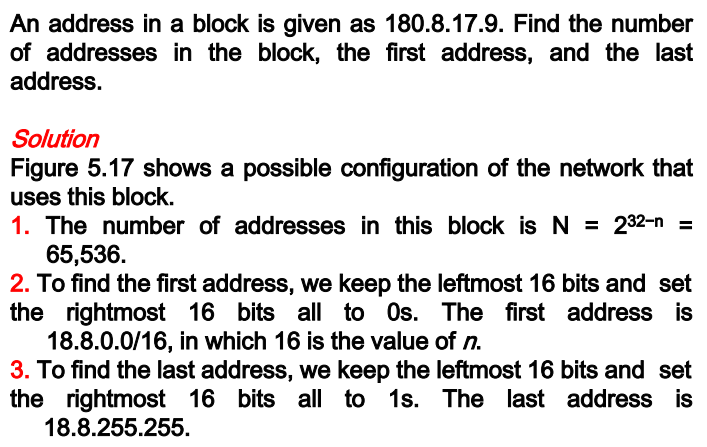 An address in a block is given as 180.8.17.9. Find the number
of addresses in the block, the first address, and the last
address.
Solution
Figure 5.17 shows a possible configuration of the network that
uses this block.
1. The number of addresses in this block is N = 2³²⁻ⁿ =
65,536.
2. To find the first address, we keep the leftmost 16 bits and set
the rightmost 16 bits all to 0s. The first address is
18.8.0.0/16, in which 16 is the value of n.
3. To find the last address, we keep the leftmost 16 bits and set
the rightmost 16 bits all to 1s. The last address is
18.8.255.255.